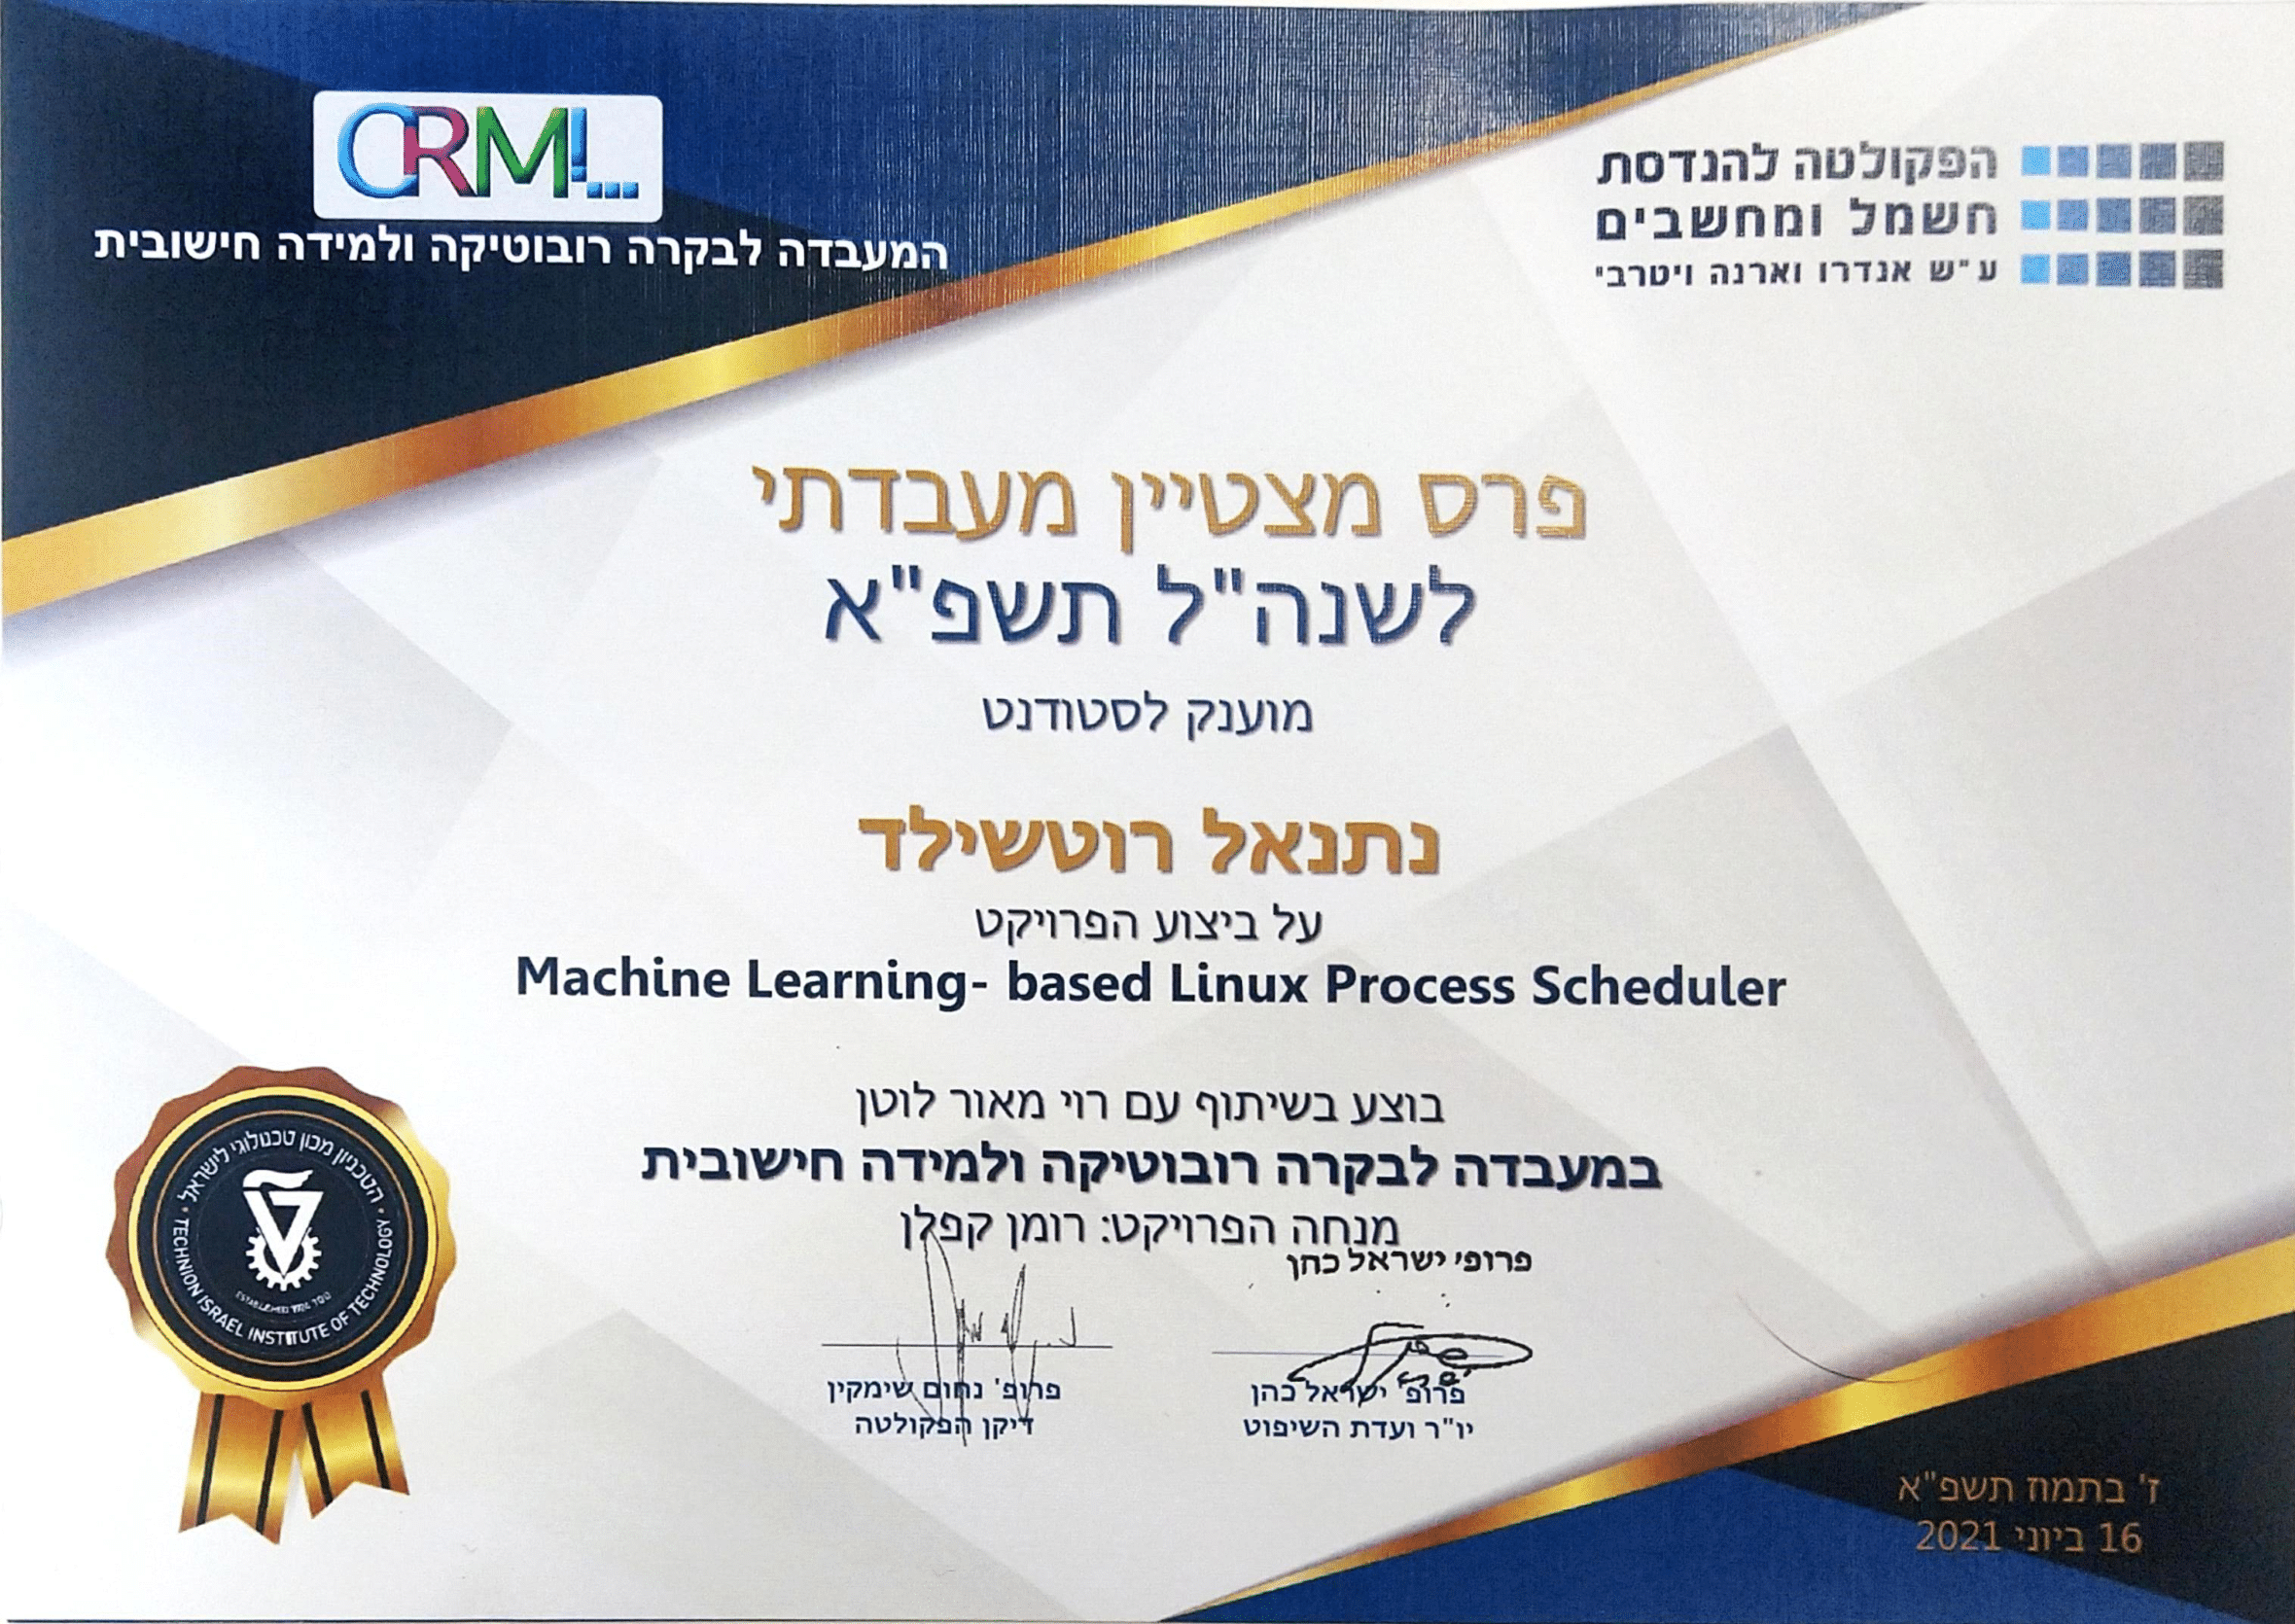 CRML...
המעבדה לבקרה רובוטיקה ולמידה חישובית
הפקולטה להנדסת
חשמל ומחשבים
ע"ש אנדרו וארנה ויטרבי
פרס מצטיין מעבדתי
לשנה"ל תשפ"א
מוענק לסטודנט
נתנאל רוטשילד
על ביצוע הפרויקט
Machine Learning- based Linux Process Scheduler
בוצע בשיתוף עם רוי מאור לוטן
במעבדה לבקרה רובוטיקה ולמידה חישובית
מנחה הפרויקט: רומן קפלן
פרופ' ישראל כהן
פרופ' ישראל כהן
יו"ר ועדת השיפוט
פרופ' נחום שימקין
דיקן הפקולטה
הטכניון מכון טכנולוגי לישראל
TECHNION ISRAEL INSTITUTE OF TECHNOLOGY
ז' בתמוז תשפ"א
16 ביוני 2021